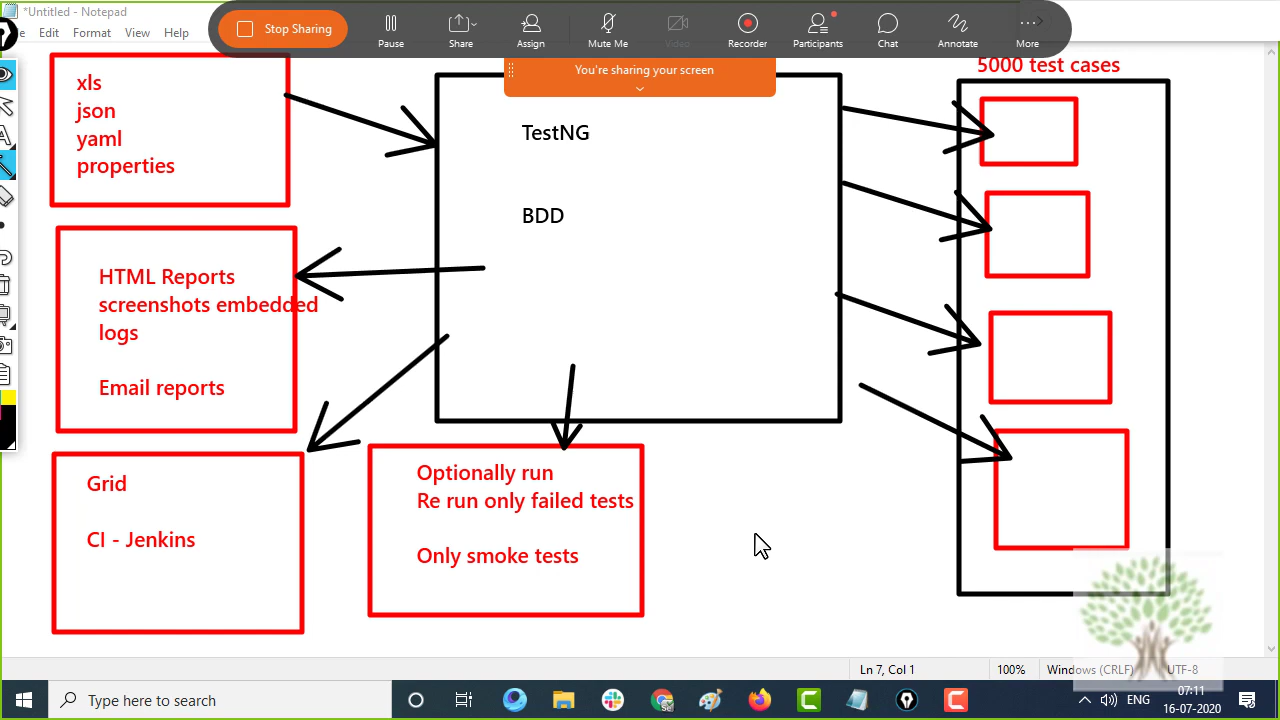 *Untitled - Notepad
Edit Format View Help
Stop Sharing
Pause
Share
Assign
Mute Me
Video
Recorder
Participants
Chat
Annotate
More
You're sharing your screen
5000 test cases
xls
json
yaml
properties
TestNG
BDD
HTML Reports
screenshots embedded
logs
Email reports
Grid
CI - Jenkins
Optionally run
Re run only failed tests
Only smoke tests
Ln 7, Col 1
100%
Windows (CRLF)
UTF-8
Type here to search
ENG
07:11
16-07-2020